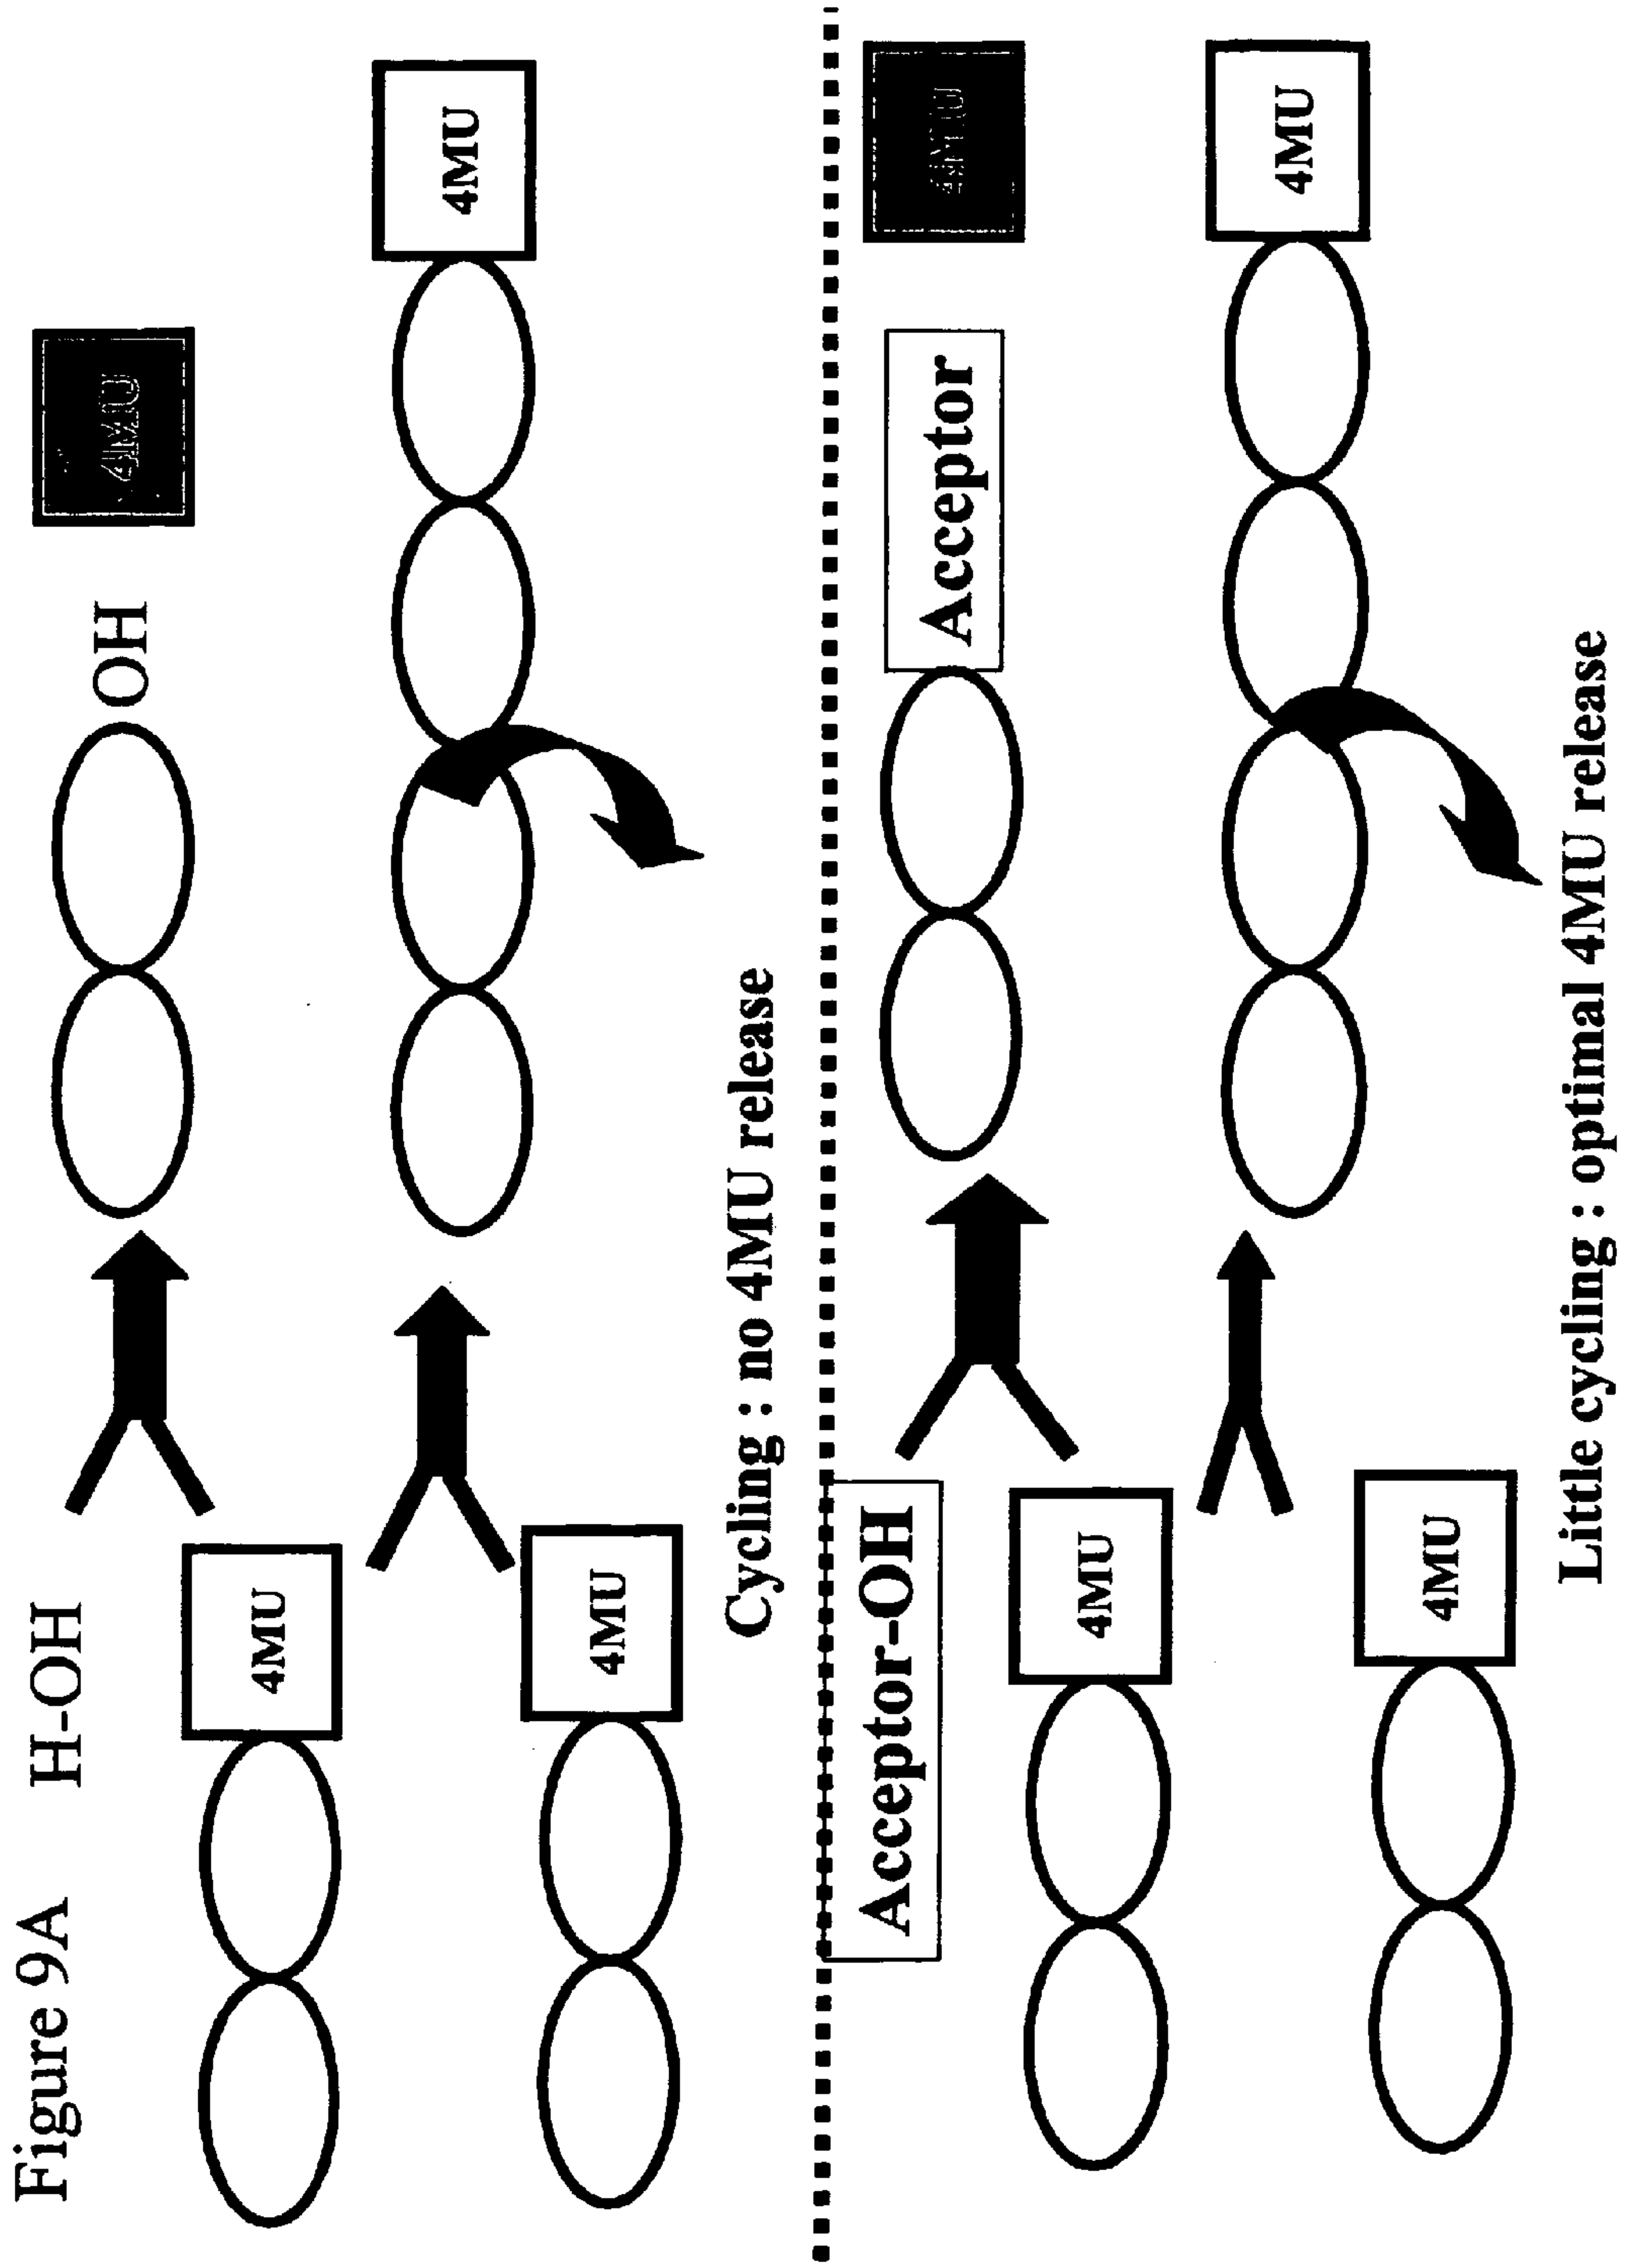 Figure 9A
H-OH
OH
4MU
4MU
4MU
4MU
Cycling : no 4MU release
Acceptor-OH
Acceptor
4MU
4MU
4MU
4MU
Little cycling : optimal 4MU release